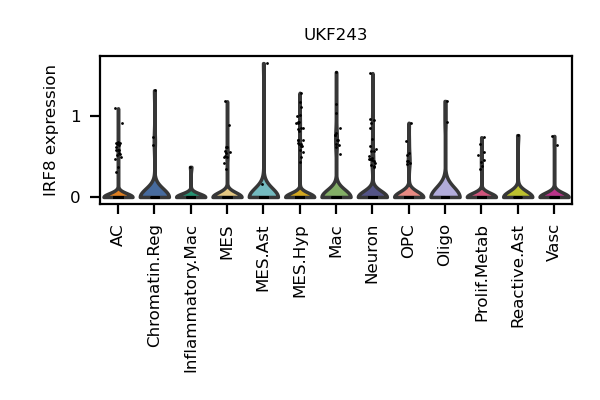 UKF243
IRF8 expression
1
0
AC
Chromatin.Reg
Inflammatory.Mac
MES
MES.Ast
MES.Hyp
Mac
Neuron
OPC
Oligo
Prolif.Metab
Reactive.Ast
Vasc